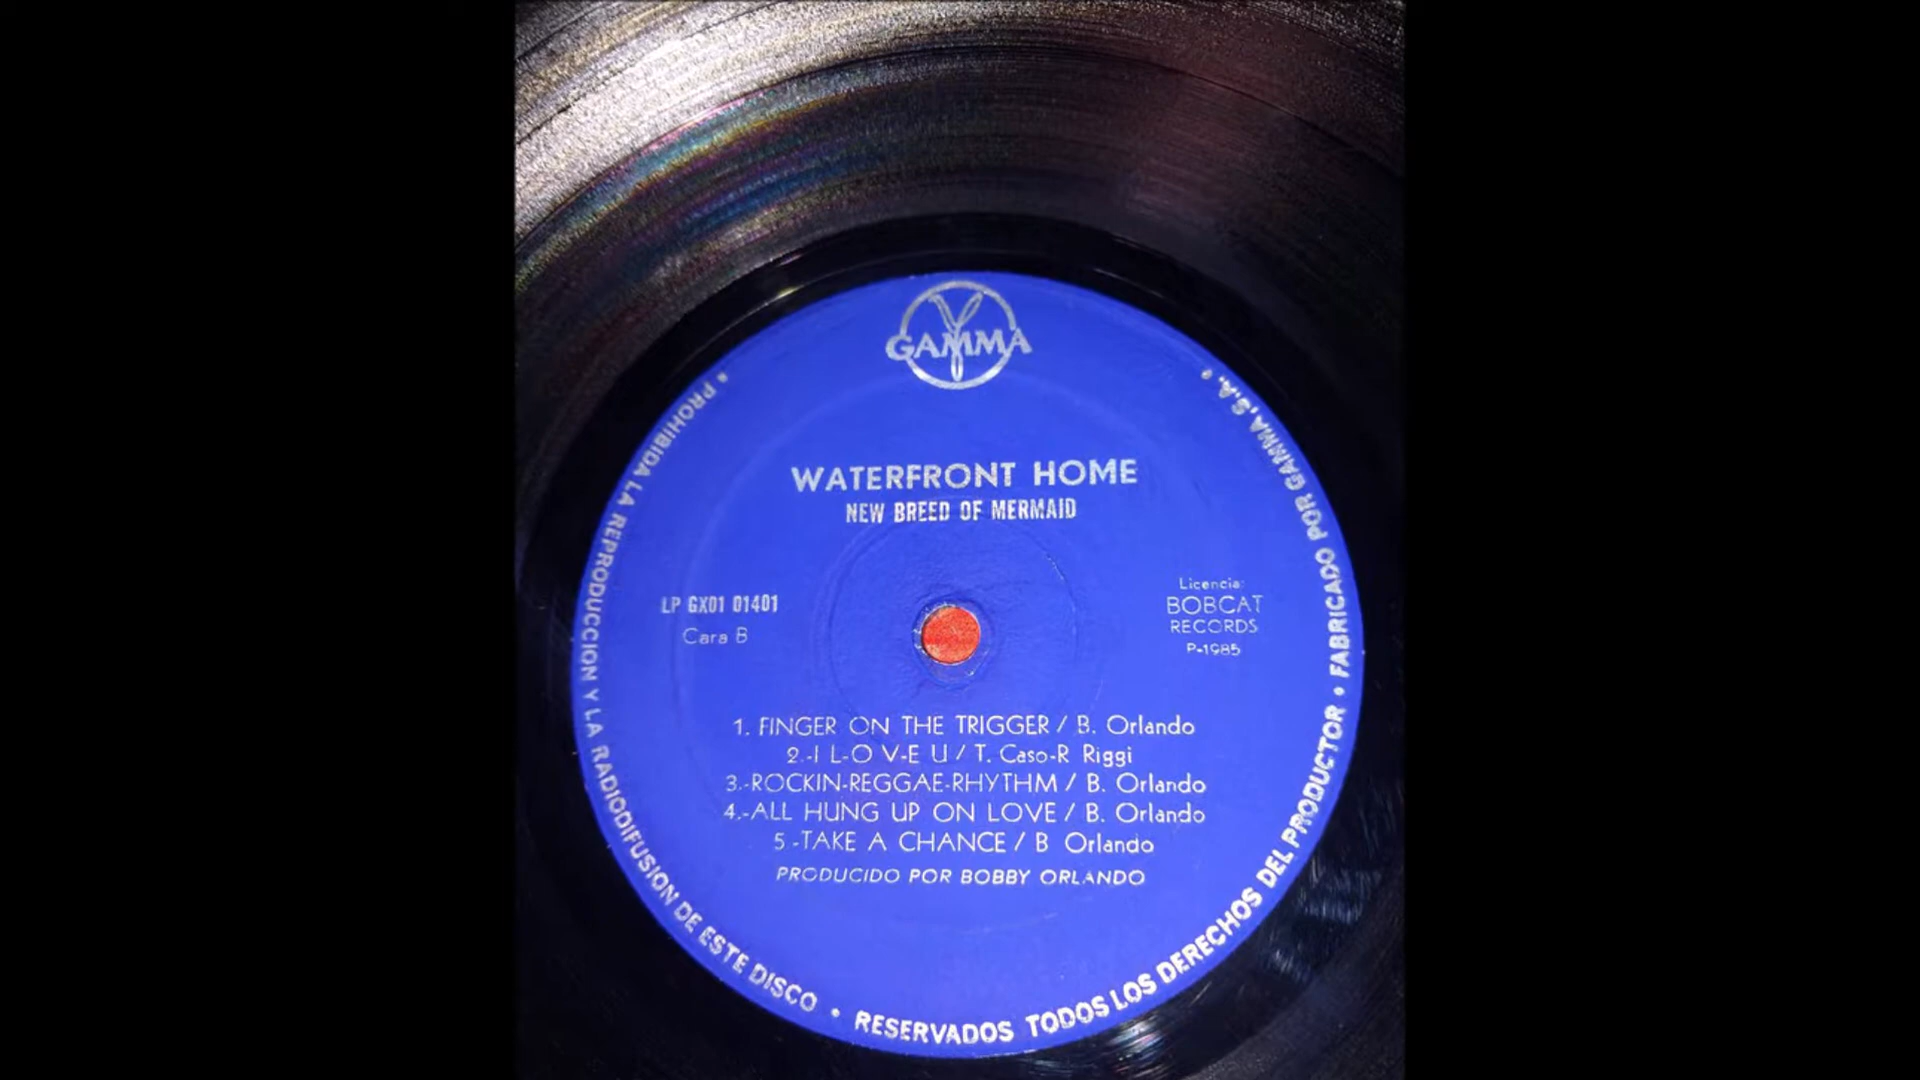 GAMMA
WATERFRONT HOME
NEW BREED OF MERMAID
LP GX01 01401
Cara B
Licencia:
BOBCAT
RECORDS
P-1985
1. FINGER ON THE TRIGGER / B. Orlando
2.-I L-O V-E U / T. Caso-R Riggi
3.-ROCKIN-REGGAE-RHYTHM / B. Orlando
4.-ALL HUNG UP ON LOVE / B. Orlando
5.-TAKE A CHANCE / B Orlando
PRODUCIDO POR BOBBY ORLANDO
• PROHIBIDA LA REPRODUCCION Y LA RADIODIFUSION DE ESTE DISCO • RESERVADOS TODOS LOS DERECHOS DEL PRODUCTOR • FABRICADO POR GAMMA, S.A. •